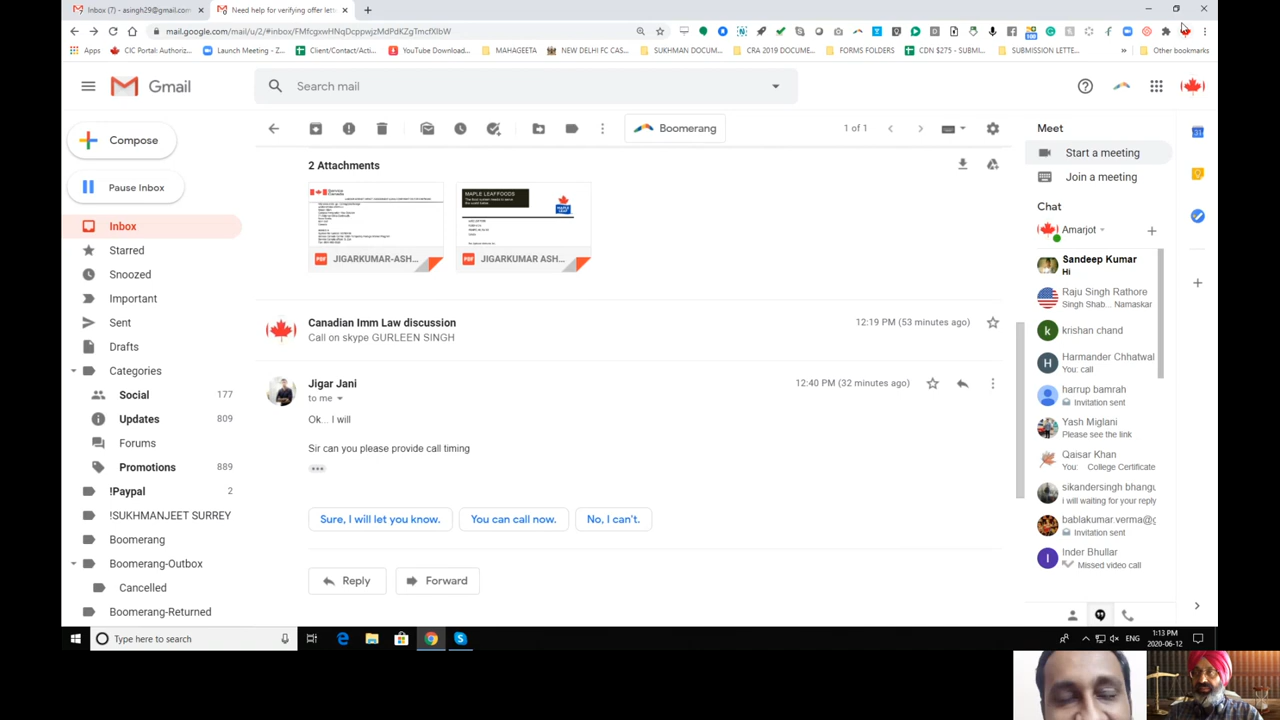 Inbox (7) - asingh29@gmail.com
Need help for verifying offer lett
mail.google.com/mail/u/2/#inbox/FMfcgxwHNqDcppwjzMdPdKZgTmcfXlbW
Apps
CIC Portal: Authoriz...
Launch Meeting - Z...
Client/Contact/Acti...
YouTube Download...
MAHAGEETA
NEW DELHI FC CAS...
SUKHMAN DOCUM...
CRA 2019 DOCUME...
FORMS FOLDERS
CDN $275 - SUBMI...
SUBMISSION LETTE...
»
Other bookmarks
Gmail
Search mail
Compose
Pause Inbox
Inbox
Starred
Snoozed
Important
Sent
Drafts
Categories
Social 177
Updates 809
Forums
Promotions 889
!Paypal 2
!SUKHMANJEET SURREY
Boomerang
Boomerang-Outbox
Cancelled
Boomerang-Returned
Boomerang
1 of 1
2 Attachments
Service
MAPLE LEAF FOODS
PDF JIGARKUMAR-ASH...
PDF JIGARKUMAR ASH...
Canadian Imm Law discussion
12:19 PM (53 minutes ago)
Call on skype GURLEEN SINGH
Jigar Jani
12:40 PM (32 minutes ago)
to me
Ok... I will
Sir can you please provide call timing
Sure, I will let you know.
You can call now.
No, I can't.
Reply
Forward
Meet
Start a meeting
Join a meeting
Chat
Amarjot
Sandeep Kumar
Hi
Raju Singh Rathore
Singh Shab... Namaskar
krishan chand
Harmander Chhatwal
You: call
harrup bamrah
Invitation sent
Yash Miglani
Please see the link
Qaisar Khan
You: College Certificate
sikandersingh bhangu
I will waiting for your reply
bablakumar.verma@g
Invitation sent
Inder Bhullar
Missed video call
Type here to search
ENG
1:13 PM
2020-06-12